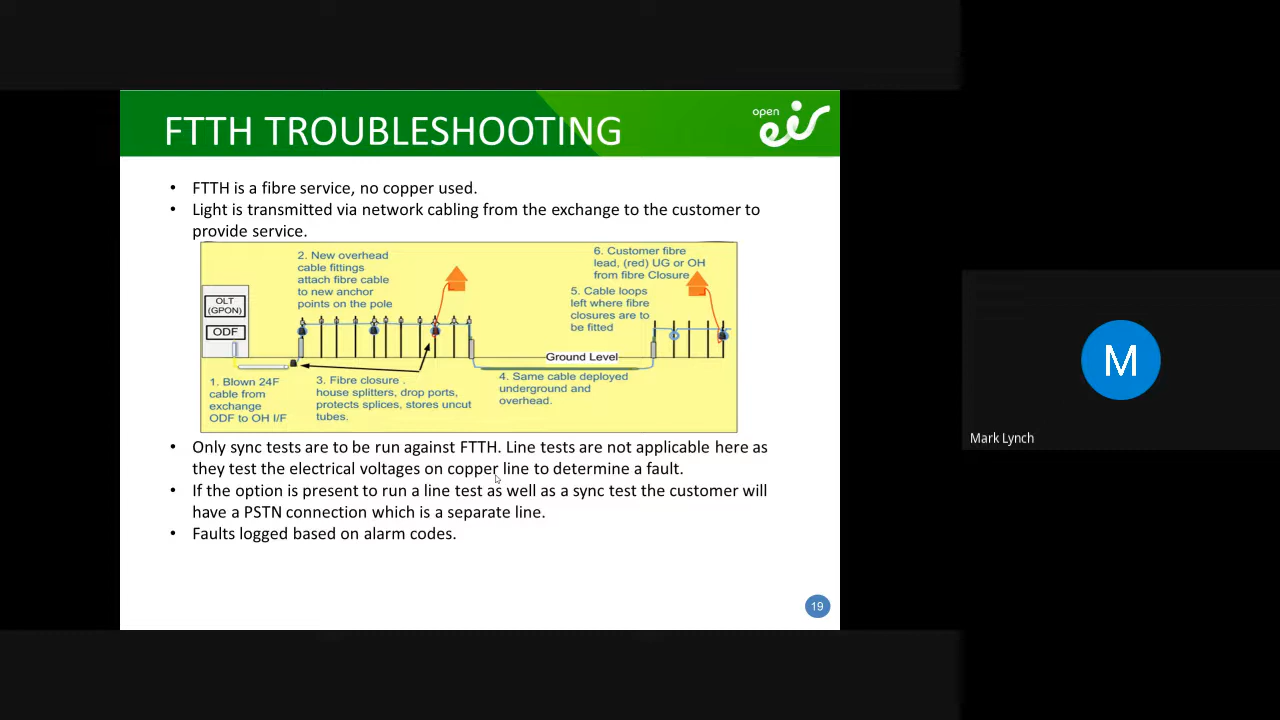 FTTH TROUBLESHOOTING
open
eir
• FTTH is a fibre service, no copper used.
• Light is transmitted via network cabling from the exchange to the customer to
provide service.
2. New overhead
cable fittings
attach fibre cable
to new anchor
points on the pole
6. Customer fibre
lead, (red) UG or OH
from fibre Closure
5. Cable loops
left where fibre
closures are to
be fitted
OLT
(GPON)
ODF
Ground Level
1. Blown 24F
cable from
exchange
ODF to OH I/F
3. Fibre closure .
house splitters, drop ports,
protects splices, stores uncut
tubes.
4. Same cable deployed
underground and
overhead.
• Only sync tests are to be run against FTTH. Line tests are not applicable here as
they test the electrical voltages on copper line to determine a fault.
• If the option is present to run a line test as well as a sync test the customer will
have a PSTN connection which is a separate line.
• Faults logged based on alarm codes.
19
M
Mark Lynch